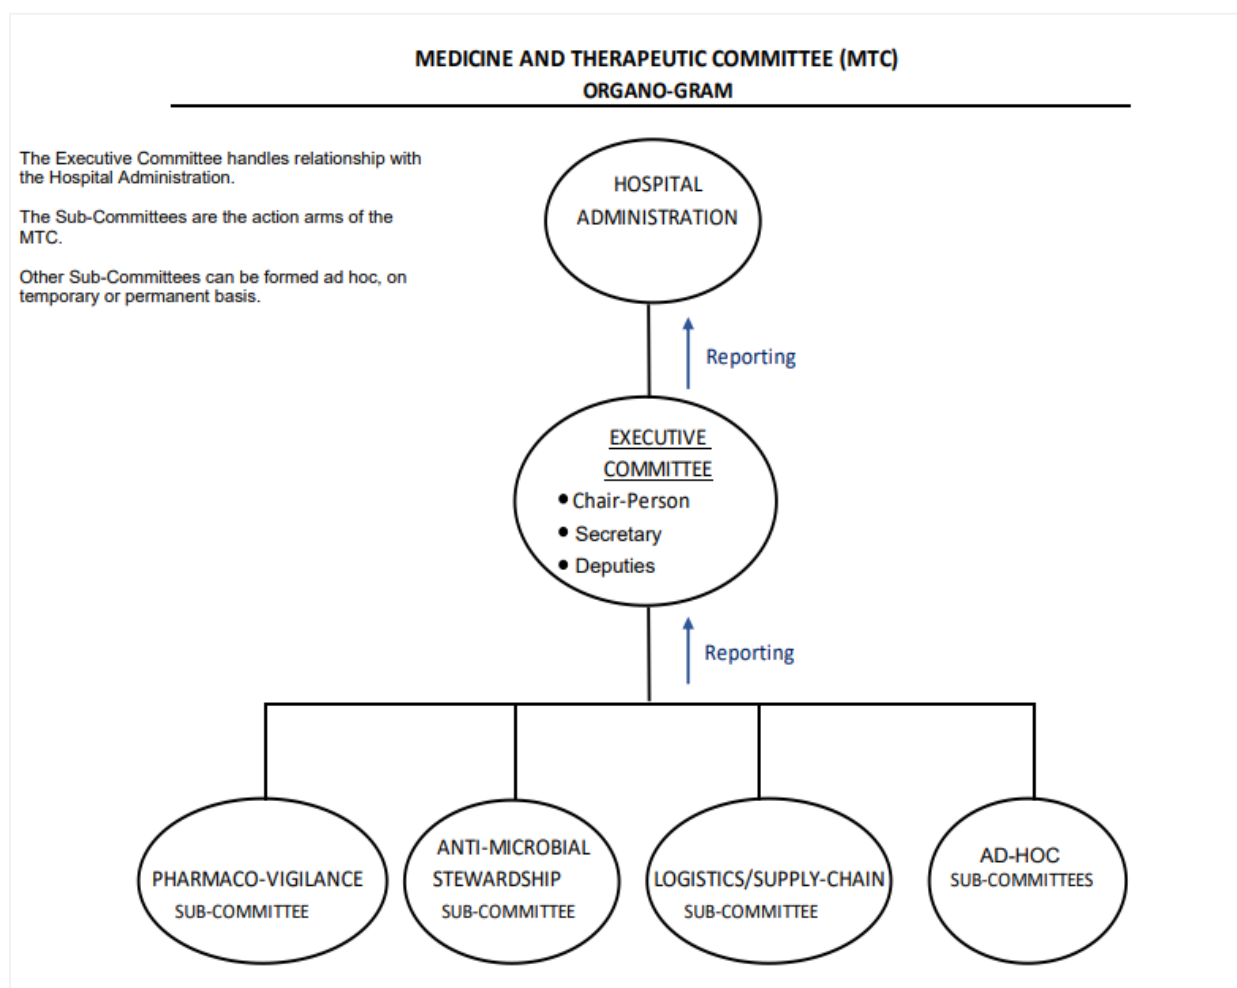 MEDICINE AND THERAPEUTIC COMMITTEE (MTC)
ORGANO-GRAM
The Executive Committee handles relationship with
the Hospital Administration.
The Sub-Committees are the action arms of the
MTC.
Other Sub-Committees can be formed ad hoc, on
temporary or permanent basis.
HOSPITAL
ADMINISTRATION
Reporting
EXECUTIVE
COMMITTEE
• Chair-Person
• Secretary
• Deputies
Reporting
PHARMACO-VIGILANCE
SUB-COMMITTEE
ANTI-MICROBIAL
STEWARDSHIP
SUB-COMMITTEE
LOGISTICS/SUPPLY-CHAIN
SUB-COMMITTEE
AD-HOC
SUB-COMMITTEES